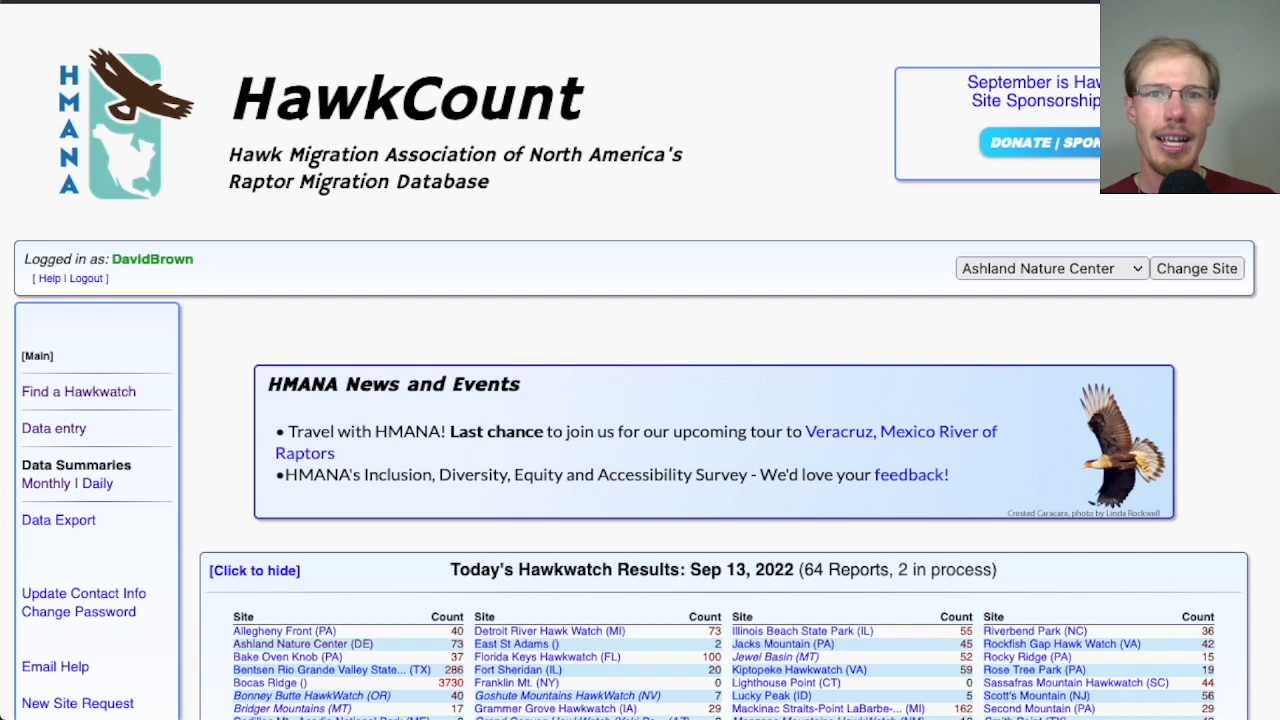 HMANA
HawkCount
Hawk Migration Association of North America's
Raptor Migration Database
September is Haw
Site Sponsorship
DONATE | SPON
Logged in as: DavidBrown
[ Help | Logout ]
Ashland Nature Center
Change Site
[Main]
Find a Hawkwatch
Data entry
Data Summaries
Monthly | Daily
Data Export
Update Contact Info
Change Password
Email Help
New Site Request
HMANA News and Events
• Travel with HMANA! Last chance to join us for our upcoming tour to Veracruz, Mexico River of
Raptors
•HMANA's Inclusion, Diversity, Equity and Accessibility Survey - We'd love your feedback!
Crested Caracara, photo by Linda Rockwell
[Click to hide]
Today's Hawkwatch Results: Sep 13, 2022 (64 Reports, 2 in process)
Site Count Site Count Site Count Site Count
Allegheny Front (PA) 40 Detroit River Hawk Watch (MI) 73 Illinois Beach State Park (IL) 55 Riverbend Park (NC) 36
Ashland Nature Center (DE) 73 East St Adams () 2 Jacks Mountain (PA) 45 Rockfish Gap Hawk Watch (VA) 42
Bake Oven Knob (PA) 37 Florida Keys Hawkwatch (FL) 100 Jewel Basin (MT) 52 Rocky Ridge (PA) 15
Bentsen Rio Grande Valley State... (TX) 286 Fort Sheridan (IL) 20 Kiptopeke Hawkwatch (VA) 59 Rose Tree Park (PA) 19
Bocas Ridge () 3730 Franklin Mt. (NY) 0 Lighthouse Point (CT) 0 Sassafras Mountain Hawkwatch (SC) 44
Bonney Butte HawkWatch (OR) 40 Goshute Mountains HawkWatch (NV) 7 Lucky Peak (ID) 5 Scott's Mountain (NJ) 56
Bridger Mountains (MT) 17 Grammer Grove Hawkwatch (IA) 29 Mackinac Straits-Point LaBarbe-... (MI) 162 Second Mountain (PA) 29